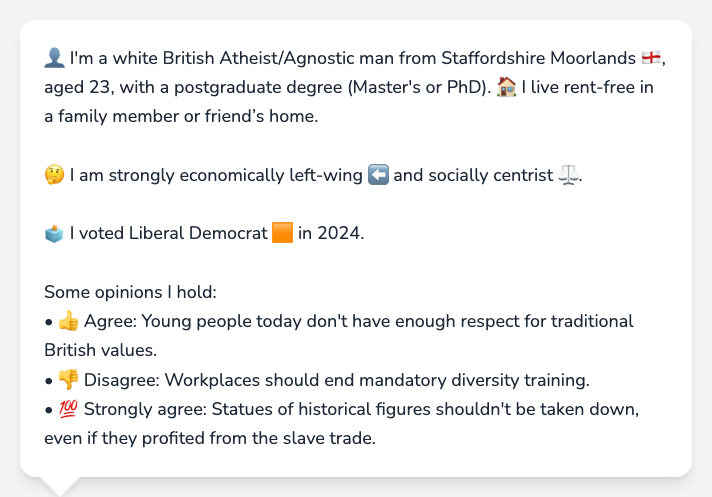 👤 I'm a white British Atheist/Agnostic man from Staffordshire Moorlands 🏴󠁧󠁢󠁥󠁮󠁧󠁿,
aged 23, with a postgraduate degree (Master's or PhD). 🏠 I live rent-free in
a family member or friend’s home.
🤔 I am strongly economically left-wing ⬅️ and socially centrist ⚖️.
🗳️ I voted Liberal Democrat 🟧 in 2024.
Some opinions I hold:
• 👍 Agree: Young people today don't have enough respect for traditional
British values.
• 👎 Disagree: Workplaces should end mandatory diversity training.
• 💯 Strongly agree: Statues of historical figures shouldn't be taken down,
even if they profited from the slave trade.